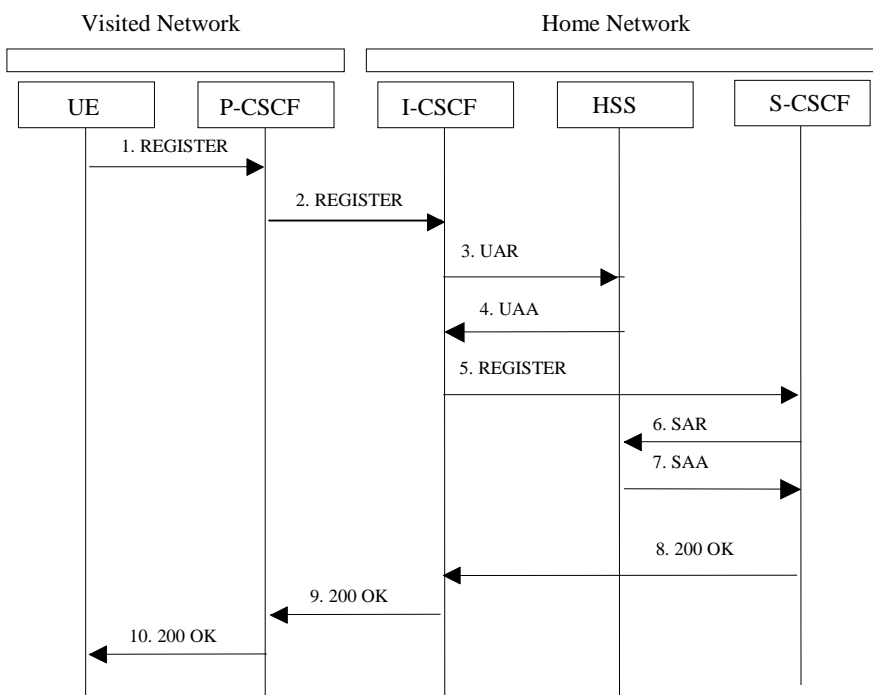 Visited Network
Home Network
UE
P-CSCF
I-CSCF
HSS
S-CSCF
1. REGISTER
2. REGISTER
3. UAR
4. UAA
5. REGISTER
6. SAR
7. SAA
8. 200 OK
9. 200 OK
10. 200 OK